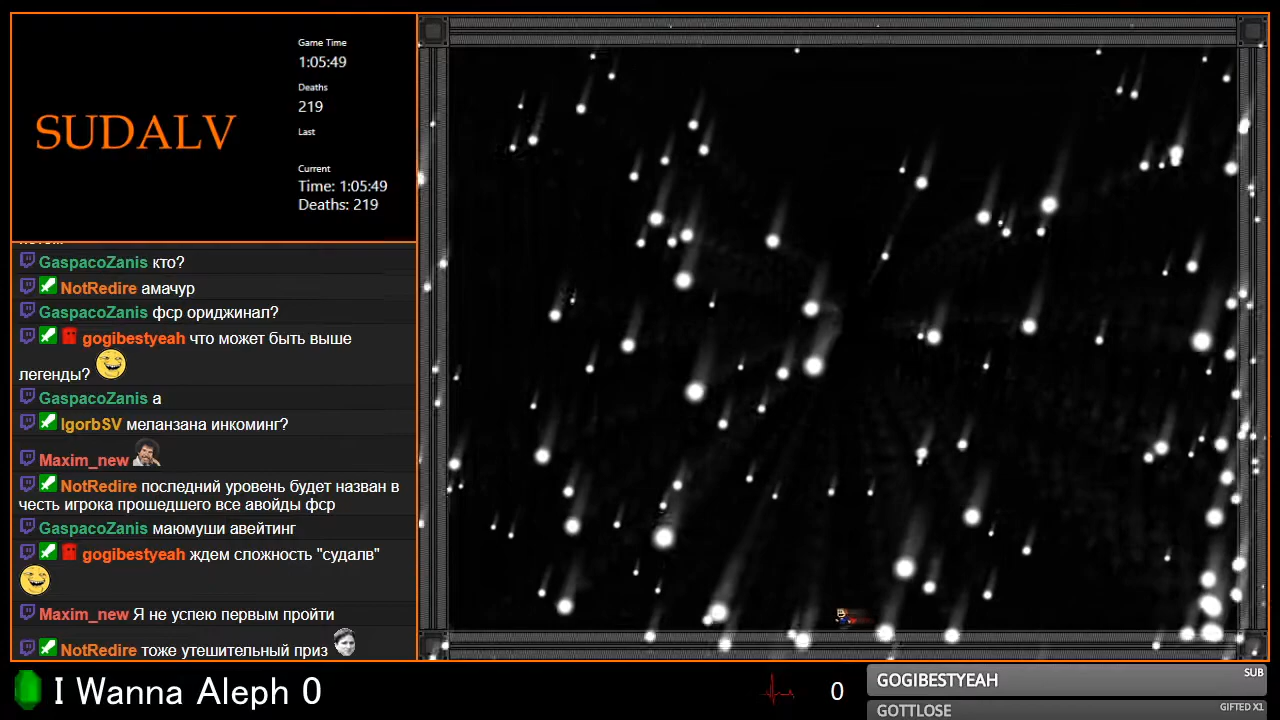 Game Time
1:05:49
Deaths
219
Last
SUDALV
Current
Time: 1:05:49
Deaths: 219
GaspacoZanis кто?
NotRedire амачур
GaspacoZanis фср ориджинал?
gogibestyeah что может быть выше
легенды?
GaspacoZanis а
IgorbSV меланзана инкоминг?
Maxim_new
NotRedire последний уровень будет назван в
честь игрока прошедшего все авойды фср
GaspacoZanis маюмуши авейтинг
gogibestyeah ждем сложность "судалв"
Maxim_new Я не успею первым пройти
NotRedire тоже утешительный приз
I Wanna Aleph 0
0
GOGIBESTYEAH
SUB
GOTTLOSE
GIFTED X1